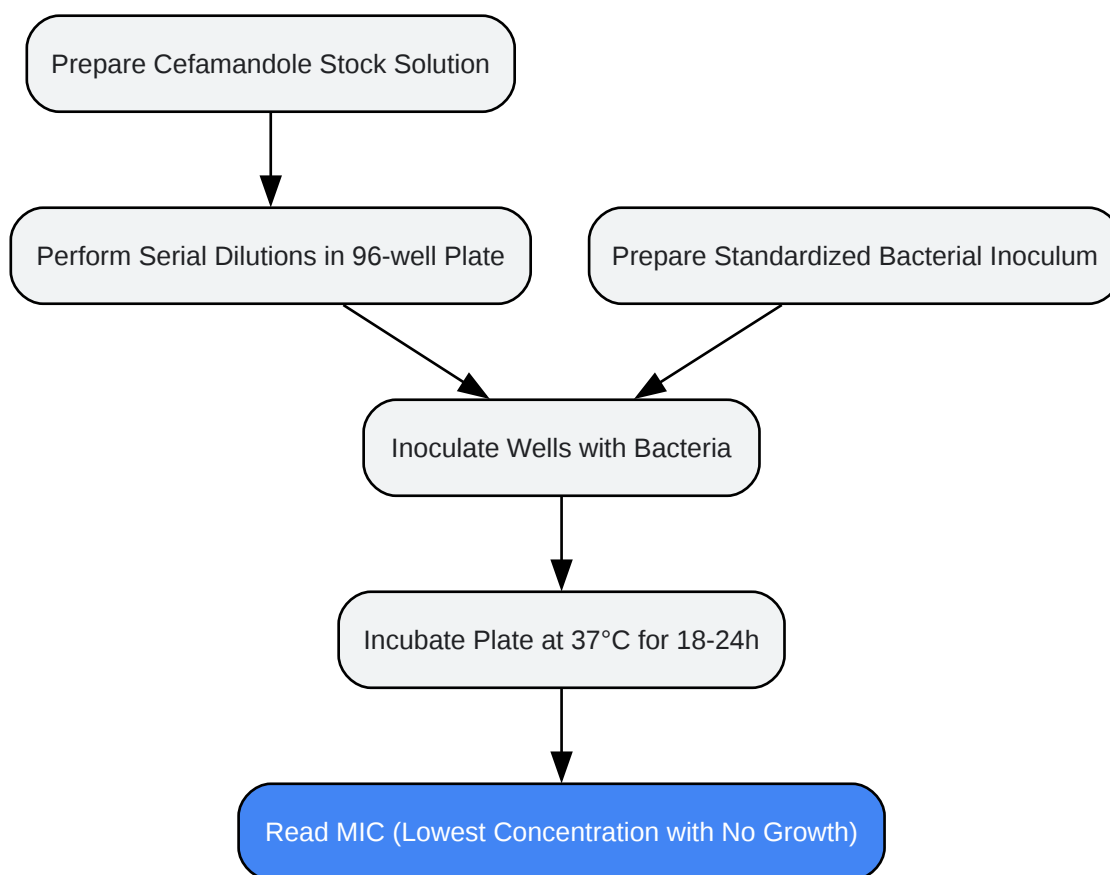 Prepare Cefamandole Stock Solution
Perform Serial Dilutions in 96-well Plate
Prepare Standardized Bacterial Inoculum
Inoculate Wells with Bacteria
Incubate Plate at 37°C for 18-24h
Read MIC (Lowest Concentration with No Growth)